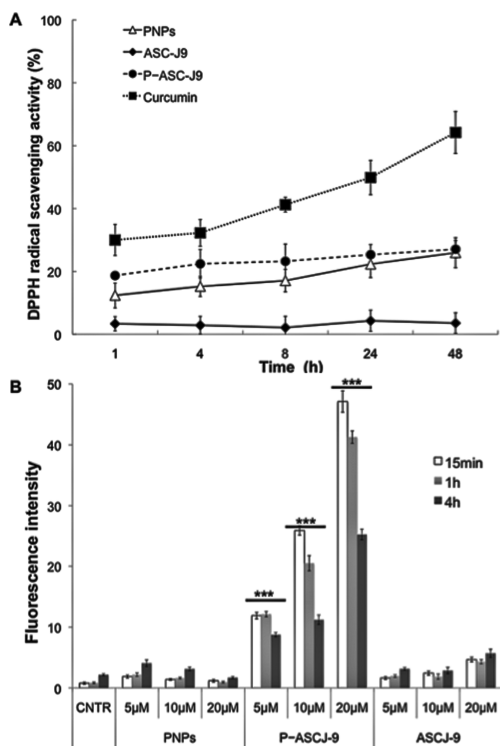 A
100
80
60
40
20
0
DPPH radical scavenging activity (%)
PNPs
ASC-J9
P-ASC-J9
Curcumin
1 4 8 24 48
Time (h)
B
50
40
30
20
10
0
Fluorescence intensity
***
***
***
15min
1h
4h
CNTR 5µM 10µM 20µM 5µM 10µM 20µM 5µM 10µM 20µM
PNPs P-ASCJ-9 ASCJ-9